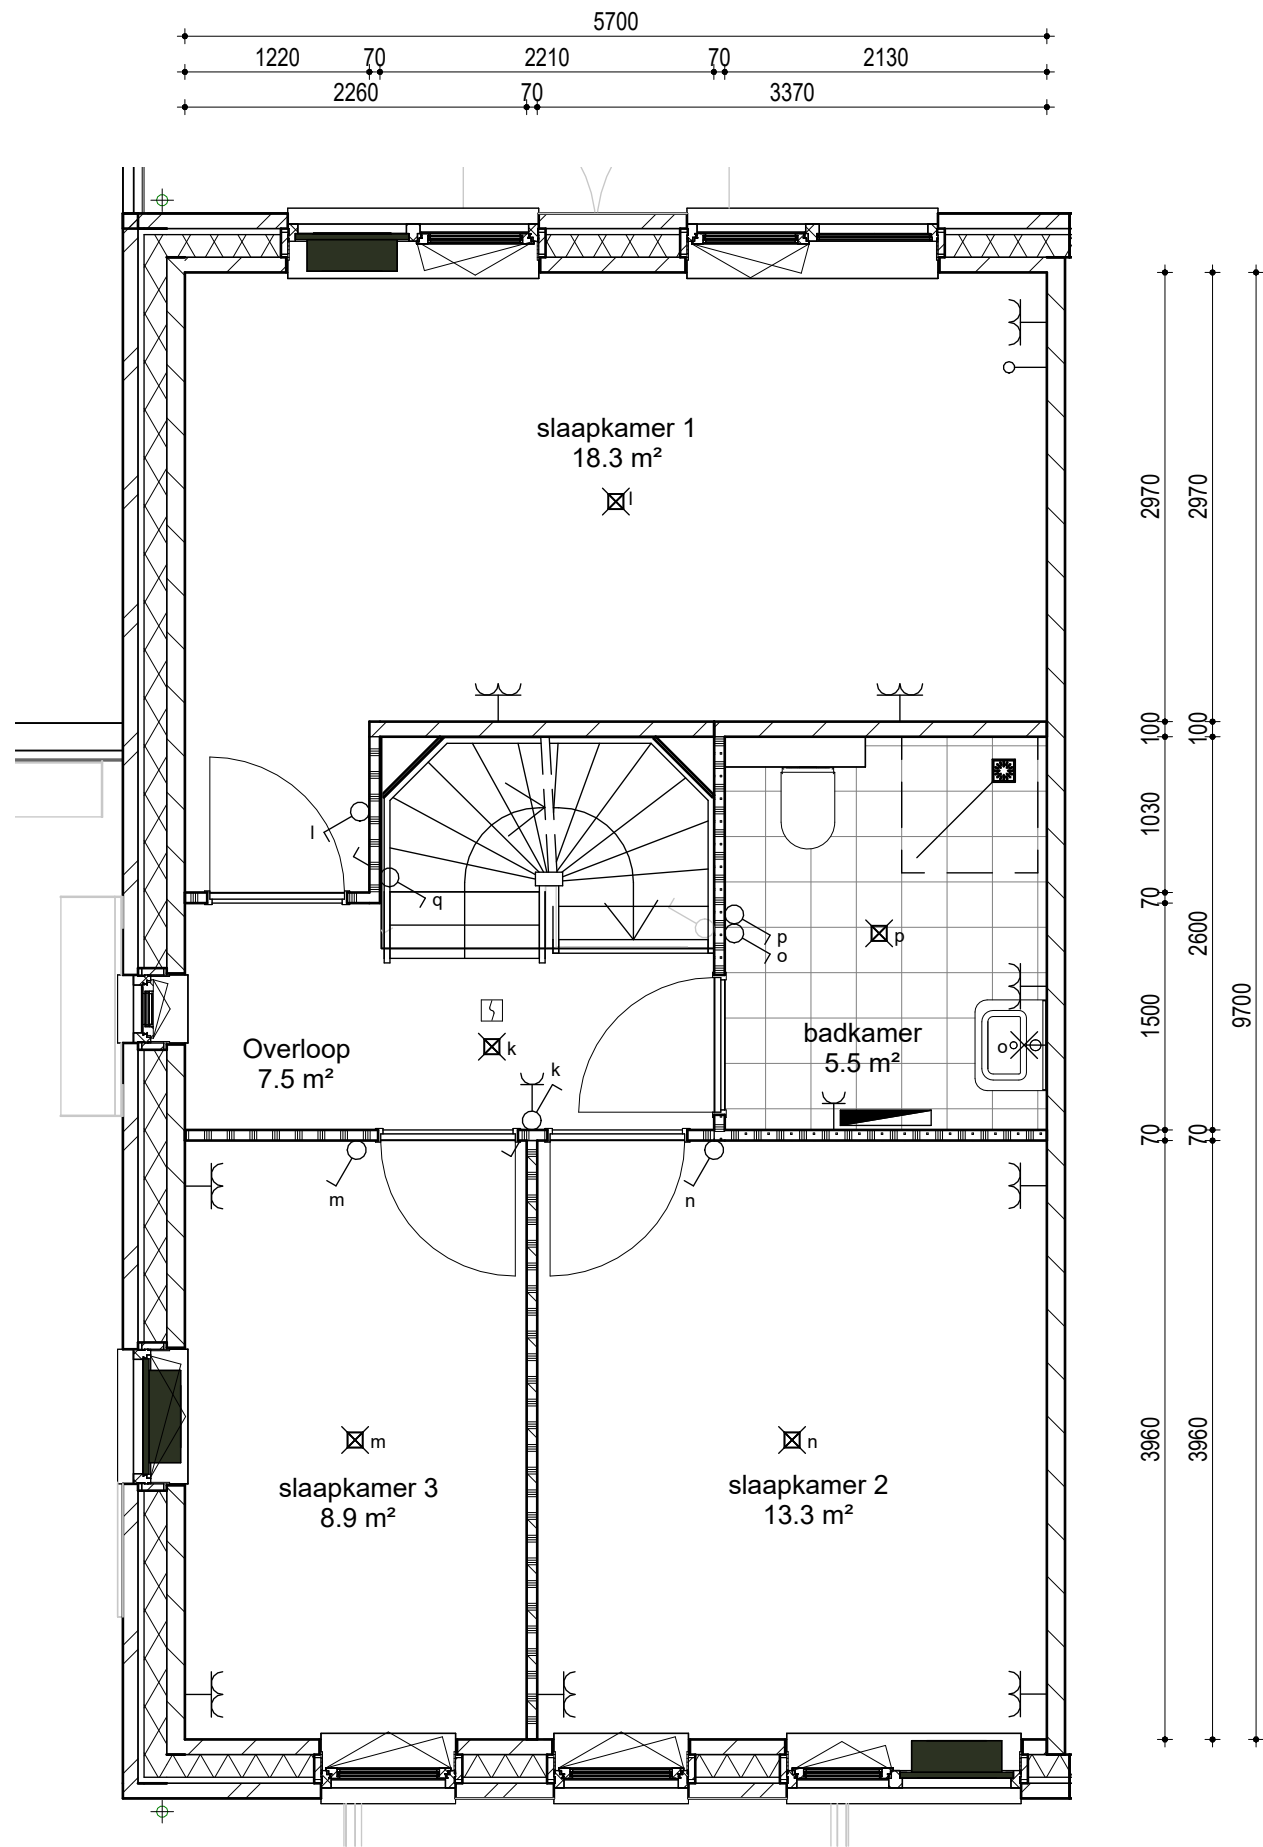 5700
1220 70 2210 70 2130
2260 70 3370
slaapkamer 1
18.3 m²
l
2970
2970
100
100
1030
l
q
70
p
o
p
2600
9700
1500
badkamer
5.5 m²
o
Overloop
7.5 m²
k
k
70
70
m
n
3960
3960
m
n
slaapkamer 3
8.9 m²
slaapkamer 2
13.3 m²